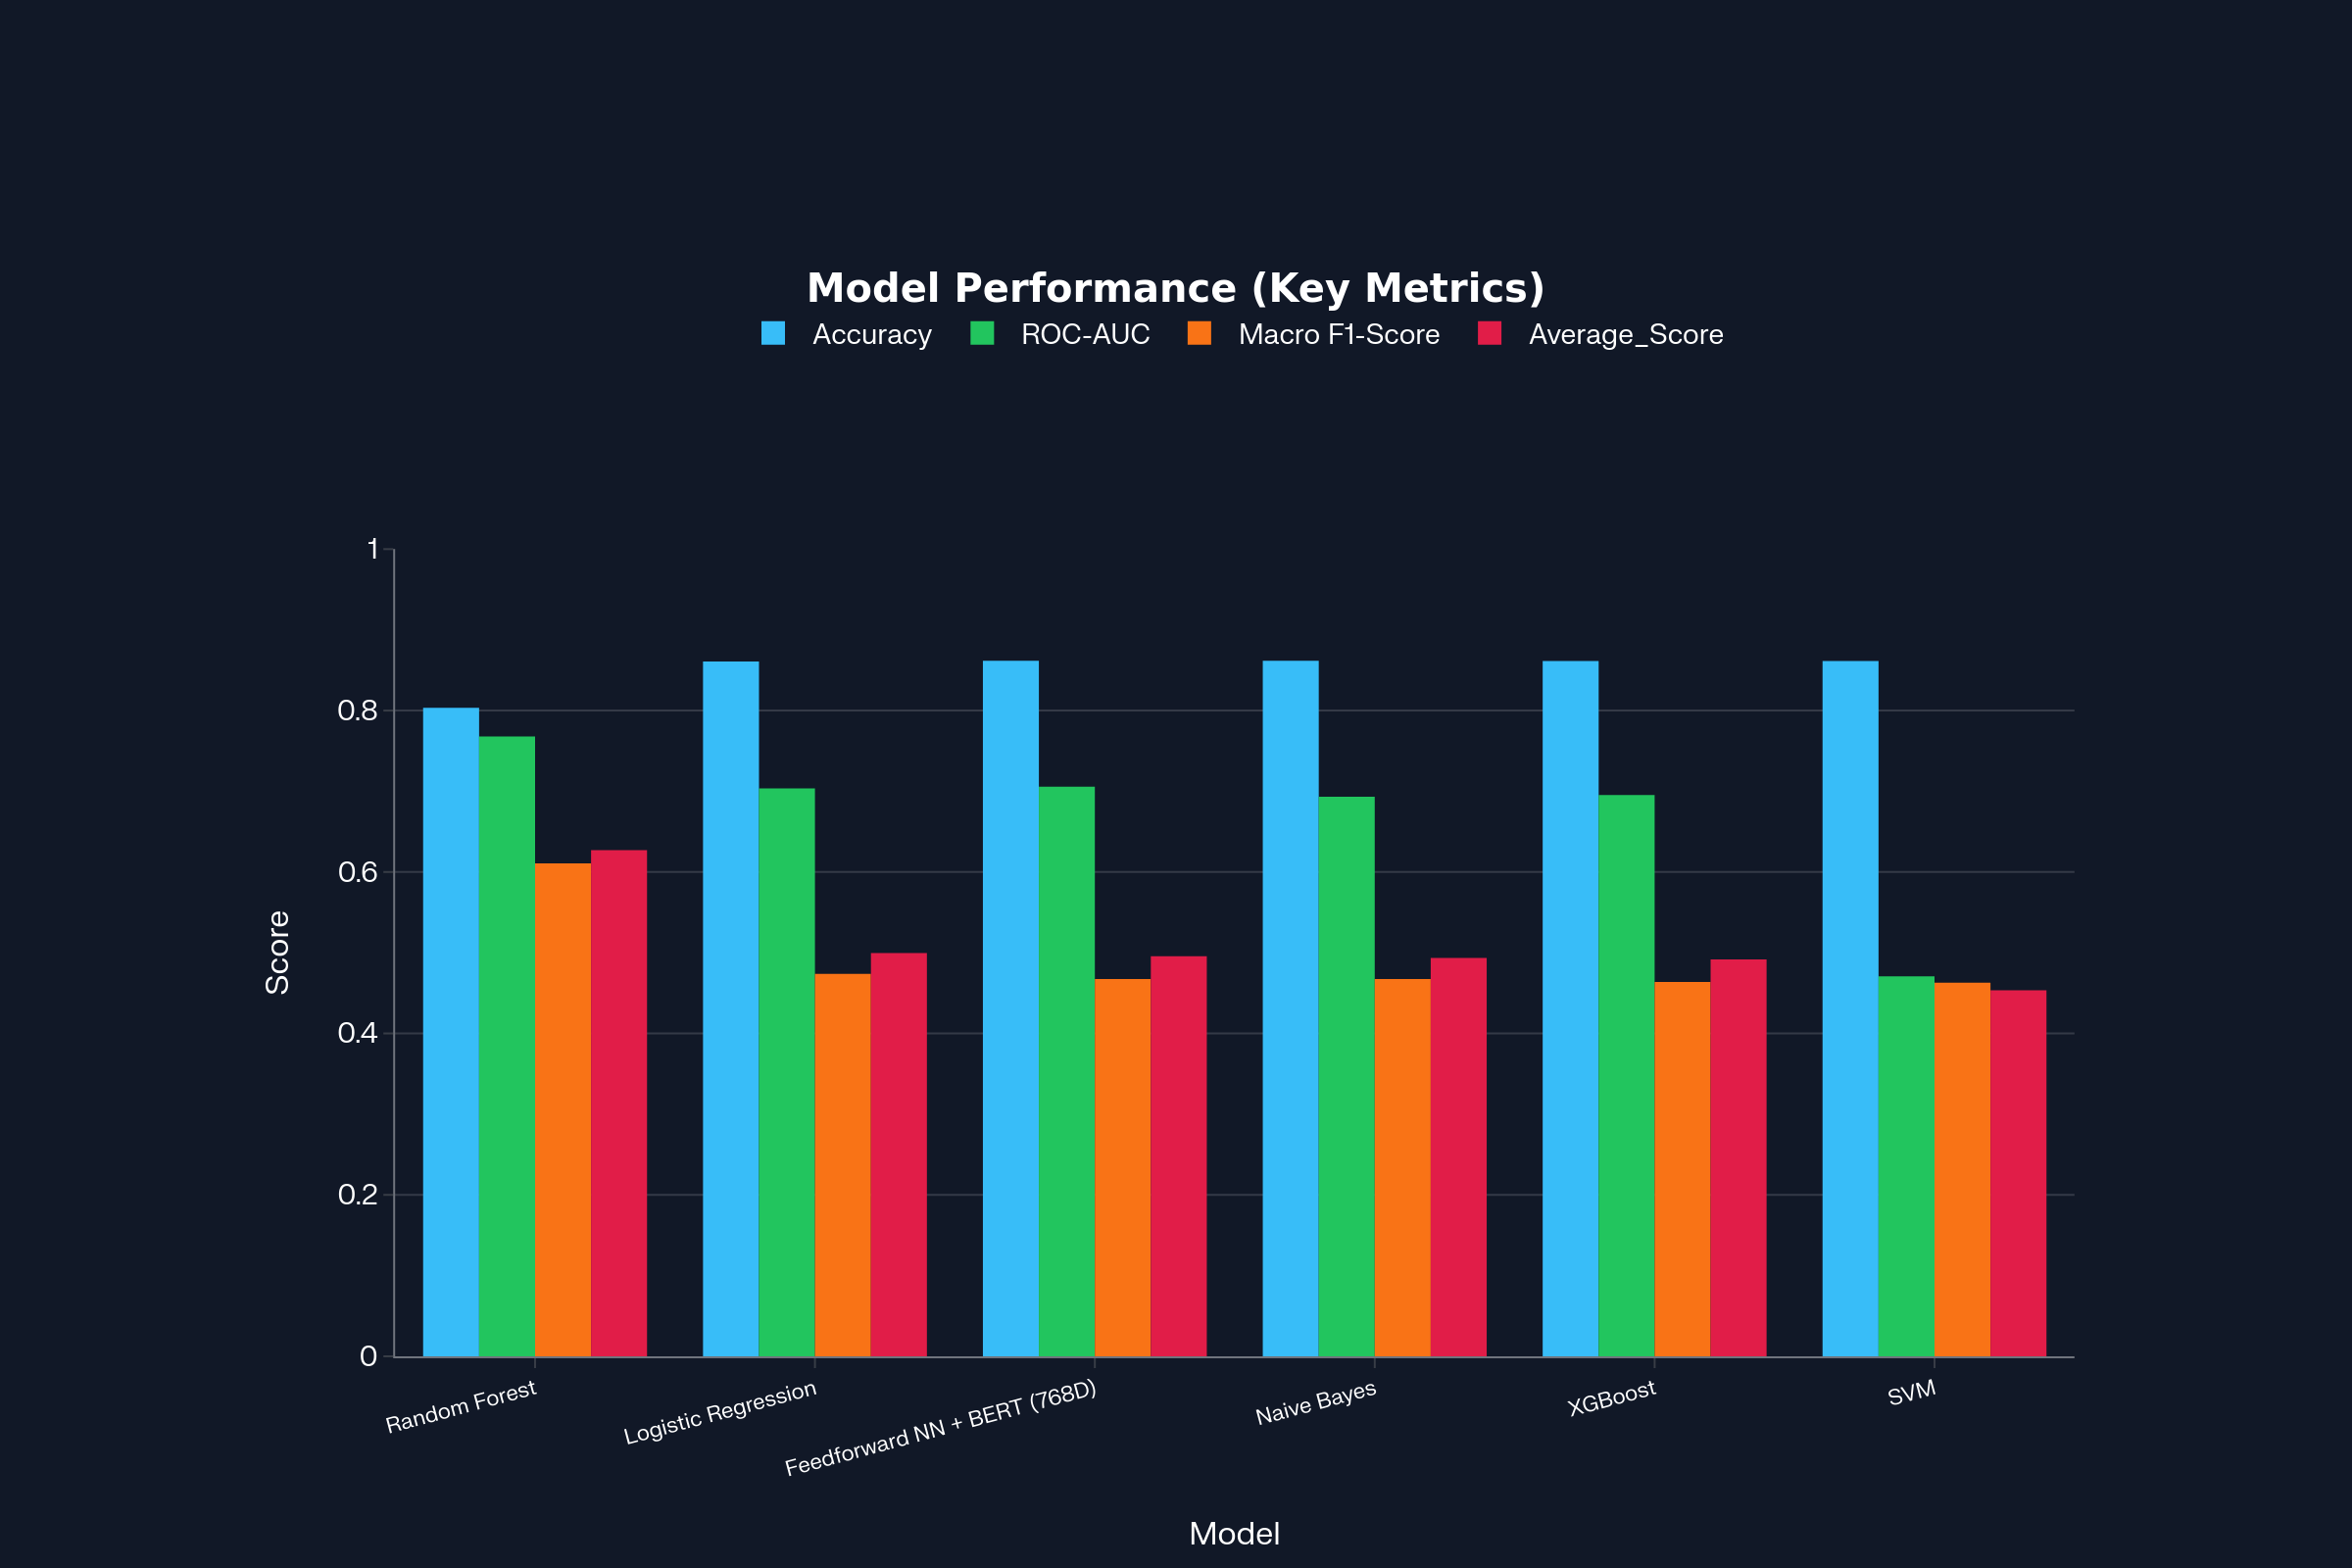 Model Performance (Key Metrics)
Accuracy ROC-AUC Macro F1-Score Average_Score
1
0.8
0.6
0.4
0.2
0
Score
Random Forest
Logistic Regression
Feedforward NN + BERT (768D)
Naive Bayes
XGBoost
SVM
Model